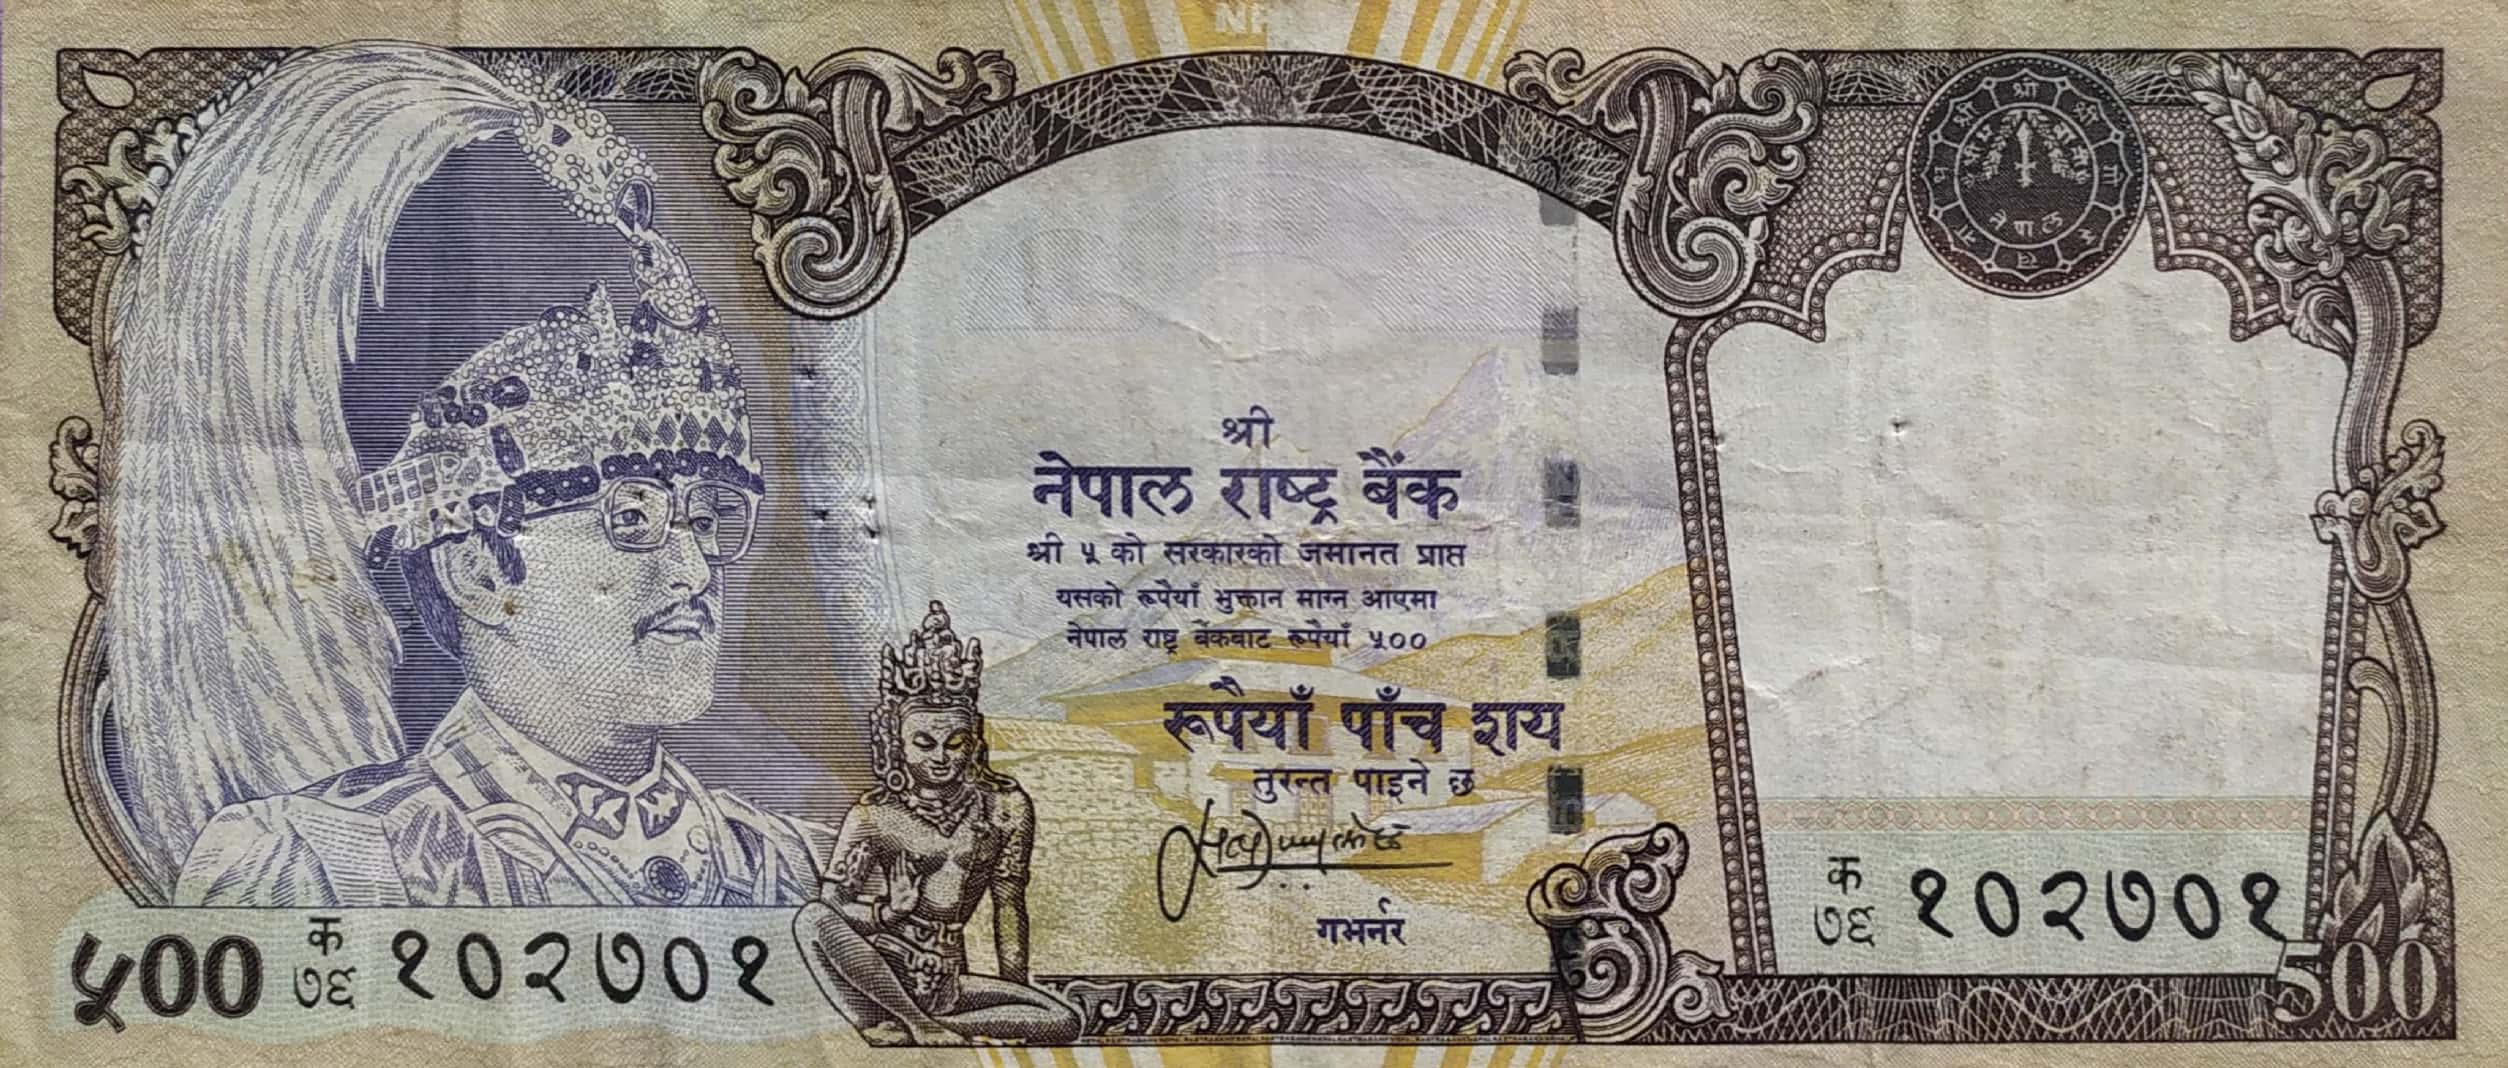 श्री
नेपाल राष्ट्र बैंक
श्री ५ को सरकारको जमानत प्राप्त
यसको रूपैयाँ भुक्तान माग्न आएमा
नेपाल राष्ट्र बैंकबाट रूपैयाँ ५००
रूपैयाँ पाँच शय
तुरन्त पाइने छ
गभर्नर
५00 क ७६ १०२७०१
क ७६ १०२७०१
500